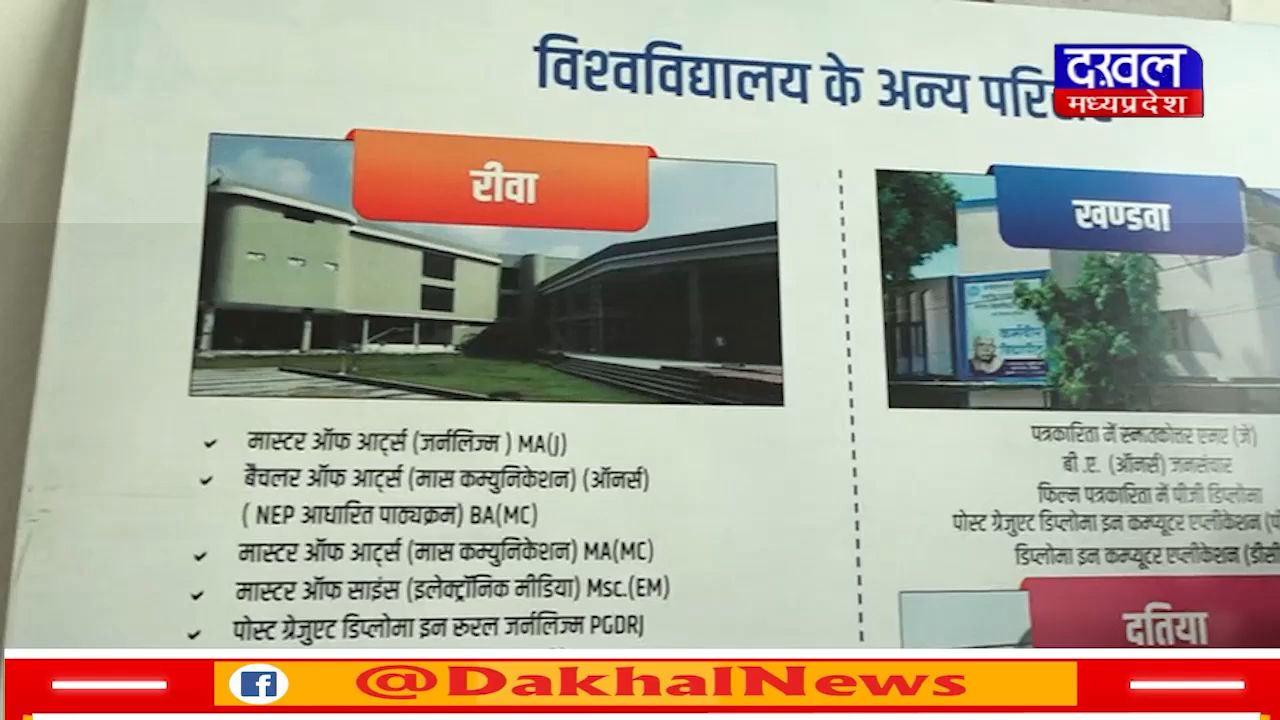 विश्वविद्यालय के अन्य
दख़ल
मध्यप्रदेश
रीवा
मास्टर ऑफ आर्ट्स (जर्नलिज्म ) MA(J)
बैचलर ऑफ आर्ट्स (मास कम्युनिकेशन) (ऑनर्स)
( NEP आधारित पाठ्यक्रम) BA(MC)
मास्टर ऑफ आर्ट्स (मास कम्युनिकेशन) MA(MC)
मास्टर ऑफ साइंस (इलेक्ट्रॉनिक मीडिया) Msc.(EM)
पोस्ट ग्रेजुएट डिप्लोमा इन रूरल जर्नलिज्म PGDRJ
खण्डवा
पत्रकारिता में स्नातकोत्तर एमए (जे)
बी .ए. (ऑनर्स) जनसंचार
फिल्म पत्रकारिता में पीजी डिप्लोमा
पोस्ट ग्रेजुएट डिप्लोमा इन कम्प्यूटर एप्लीकेशन
डिप्लोमा इन कम्प्यूटर एप्लीकेशन
दतिया
@DakhalNews